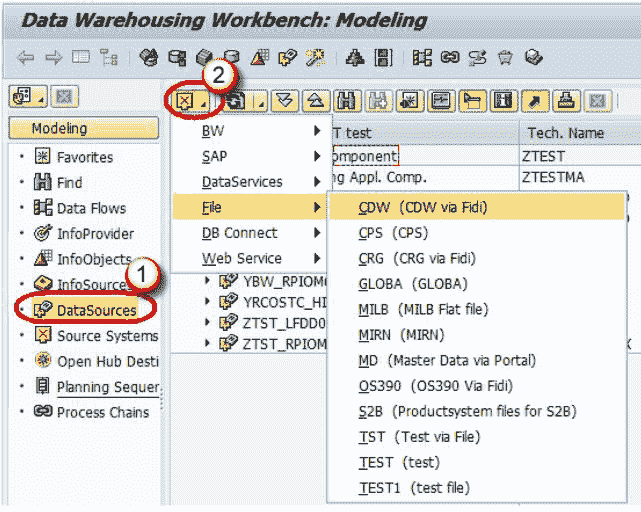 Data Warehousing Workbench: Modeling
2
Modeling
Favorites
Find
Data Flows
InfoProvider
InfoObjects
InfoSource
1
DataSources
Source Systems
Open Hub Desti
Planning Sequer
Process Chains
BW
SAP
DataServices
File
DB Connect
Web Service
T test
Tech. Name
omponent
ZTEST
ng Appl. Comp.
ZTESTMA
YBW_RPIOM
YRCOSTC_HI
ZTST_LFDD0
ZTST_RPIOM
X
CDW (CDW via Fidi)
CPS (CPS)
CRG (CRG via Fidi)
GLOBA (GLOBA)
MILB (MILB Flat file)
MIRN (MIRN)
MD (Master Data via Portal)
OS390 (OS390 Via Fidi)
S2B (Productsystem files for S2B)
TST (Test via File)
TEST (test)
TEST1 (test file)